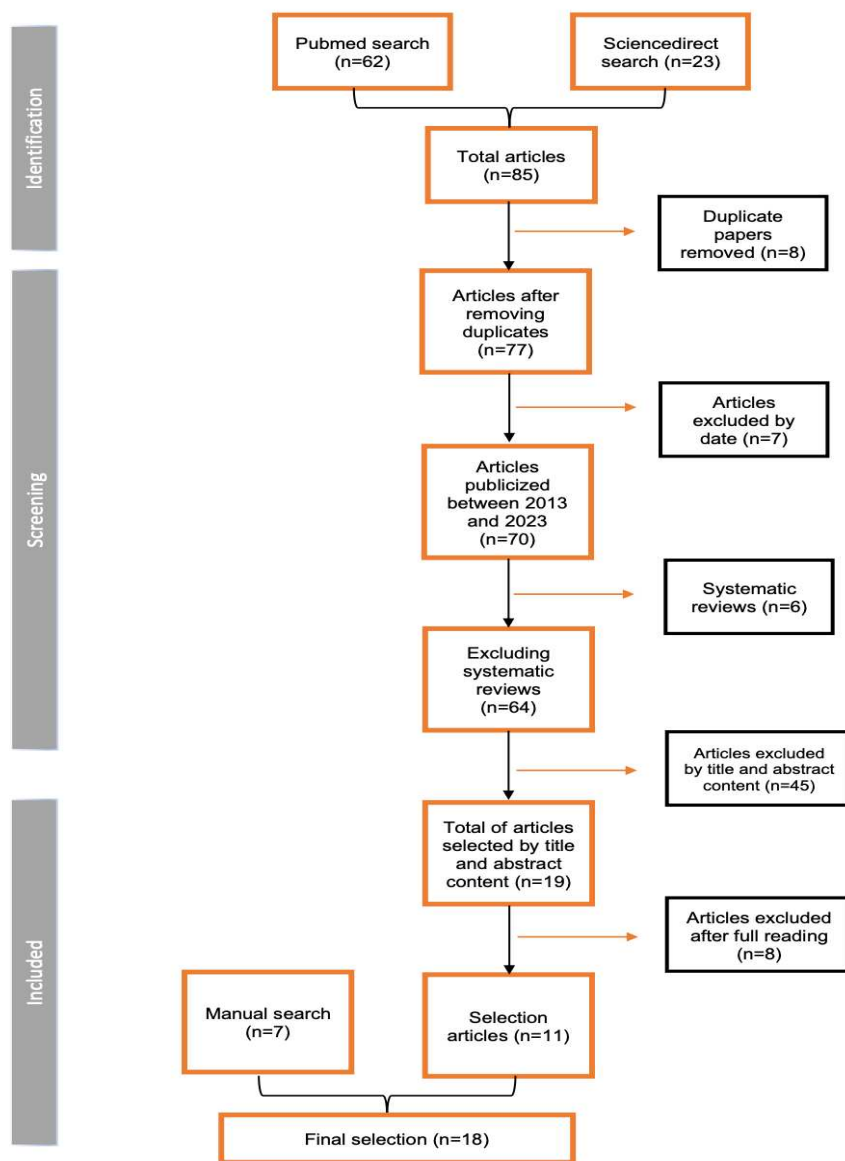 Identification
Pubmed search
(n=62)
Sciencedirect
search (n=23)
Total articles
(n=85)
Duplicate
papers
removed (n=8)
Screening
Articles after
removing
duplicates
(n=77)
Articles
excluded by
date (n=7)
Articles
publicized
between 2013
and 2023
(n=70)
Systematic
reviews (n=6)
Excluding
systematic
reviews
(n=64)
Articles excluded
by title and abstract
content (n=45)
Included
Total of articles
selected by title
and abstract
content (n=19)
Articles excluded
after full reading
(n=8)
Manual search
(n=7)
Selection
articles (n=11)
Final selection (n=18)